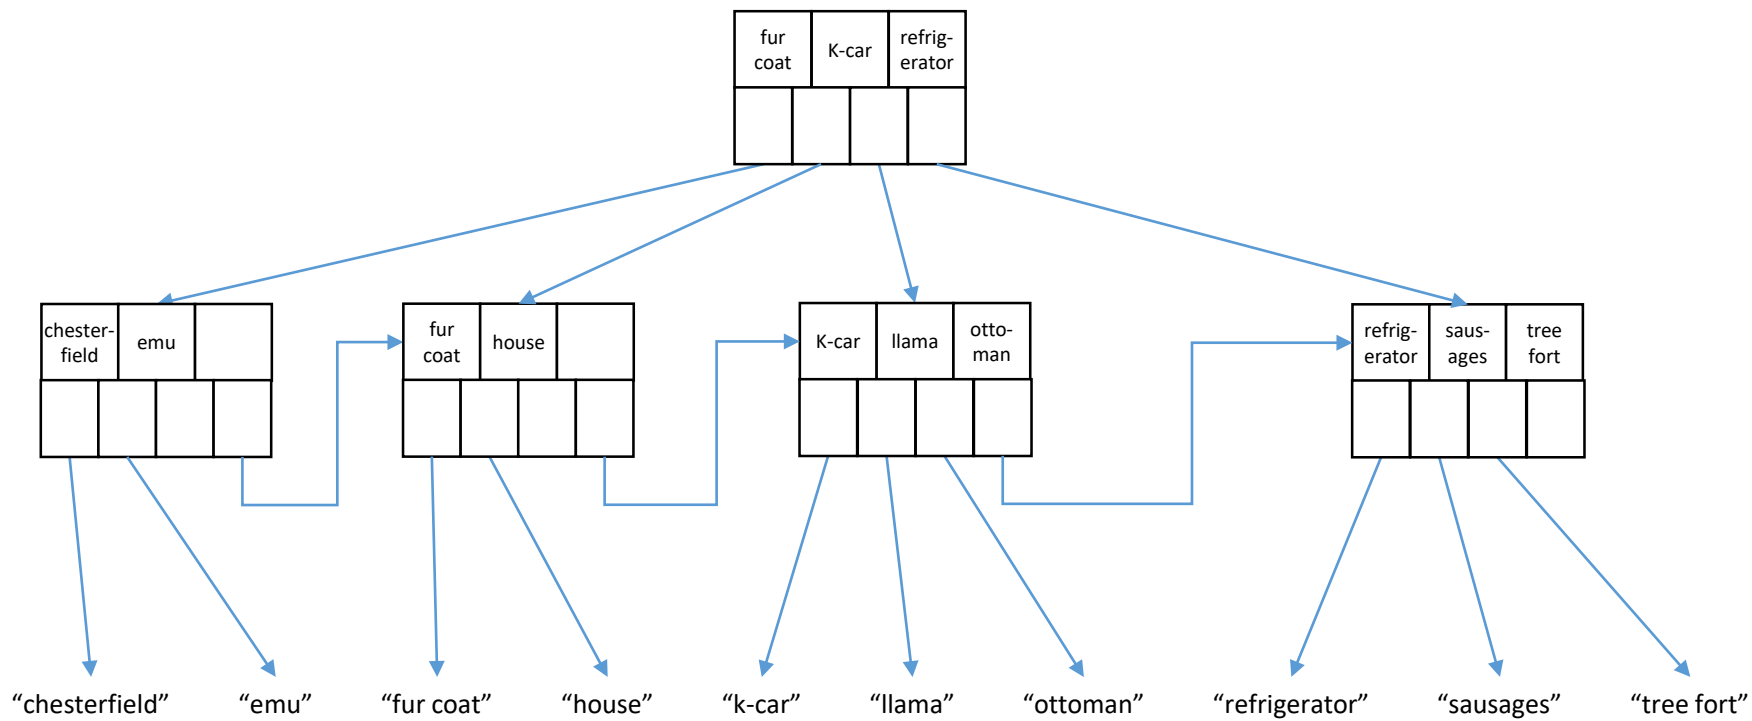 fur
coat
K-car
refrig-
erator
chester-
field
emu
fur
coat
house
K-car
llama
otto-
man
refrig-
erator
saus-
ages
tree
fort
“chesterfield” “emu” “fur coat” “house” “k-car” “llama” “ottoman” “refrigerator” “sausages” “tree fort”